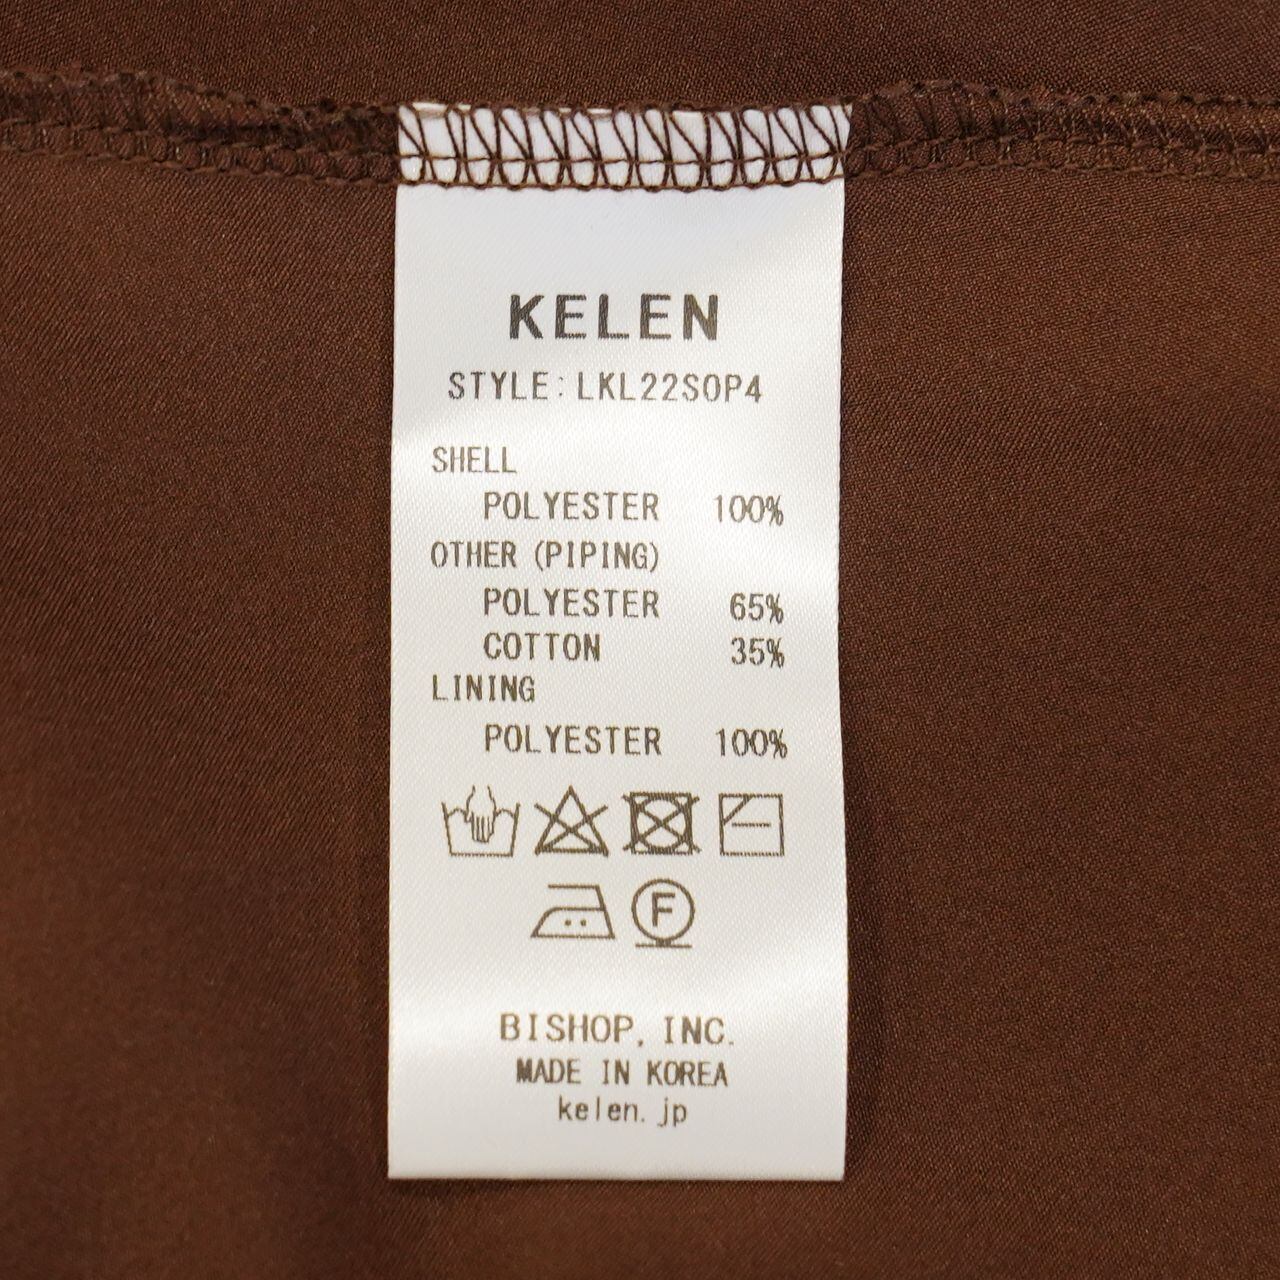 KELEN
STYLE:LKL22SOP4
SHELL
POLYESTER 100%
OTHER (PIPING)
POLYESTER 65%
COTTON 35%
LINING
POLYESTER 100%
F
BISHOP, INC.
MADE IN KOREA
kelen.jp